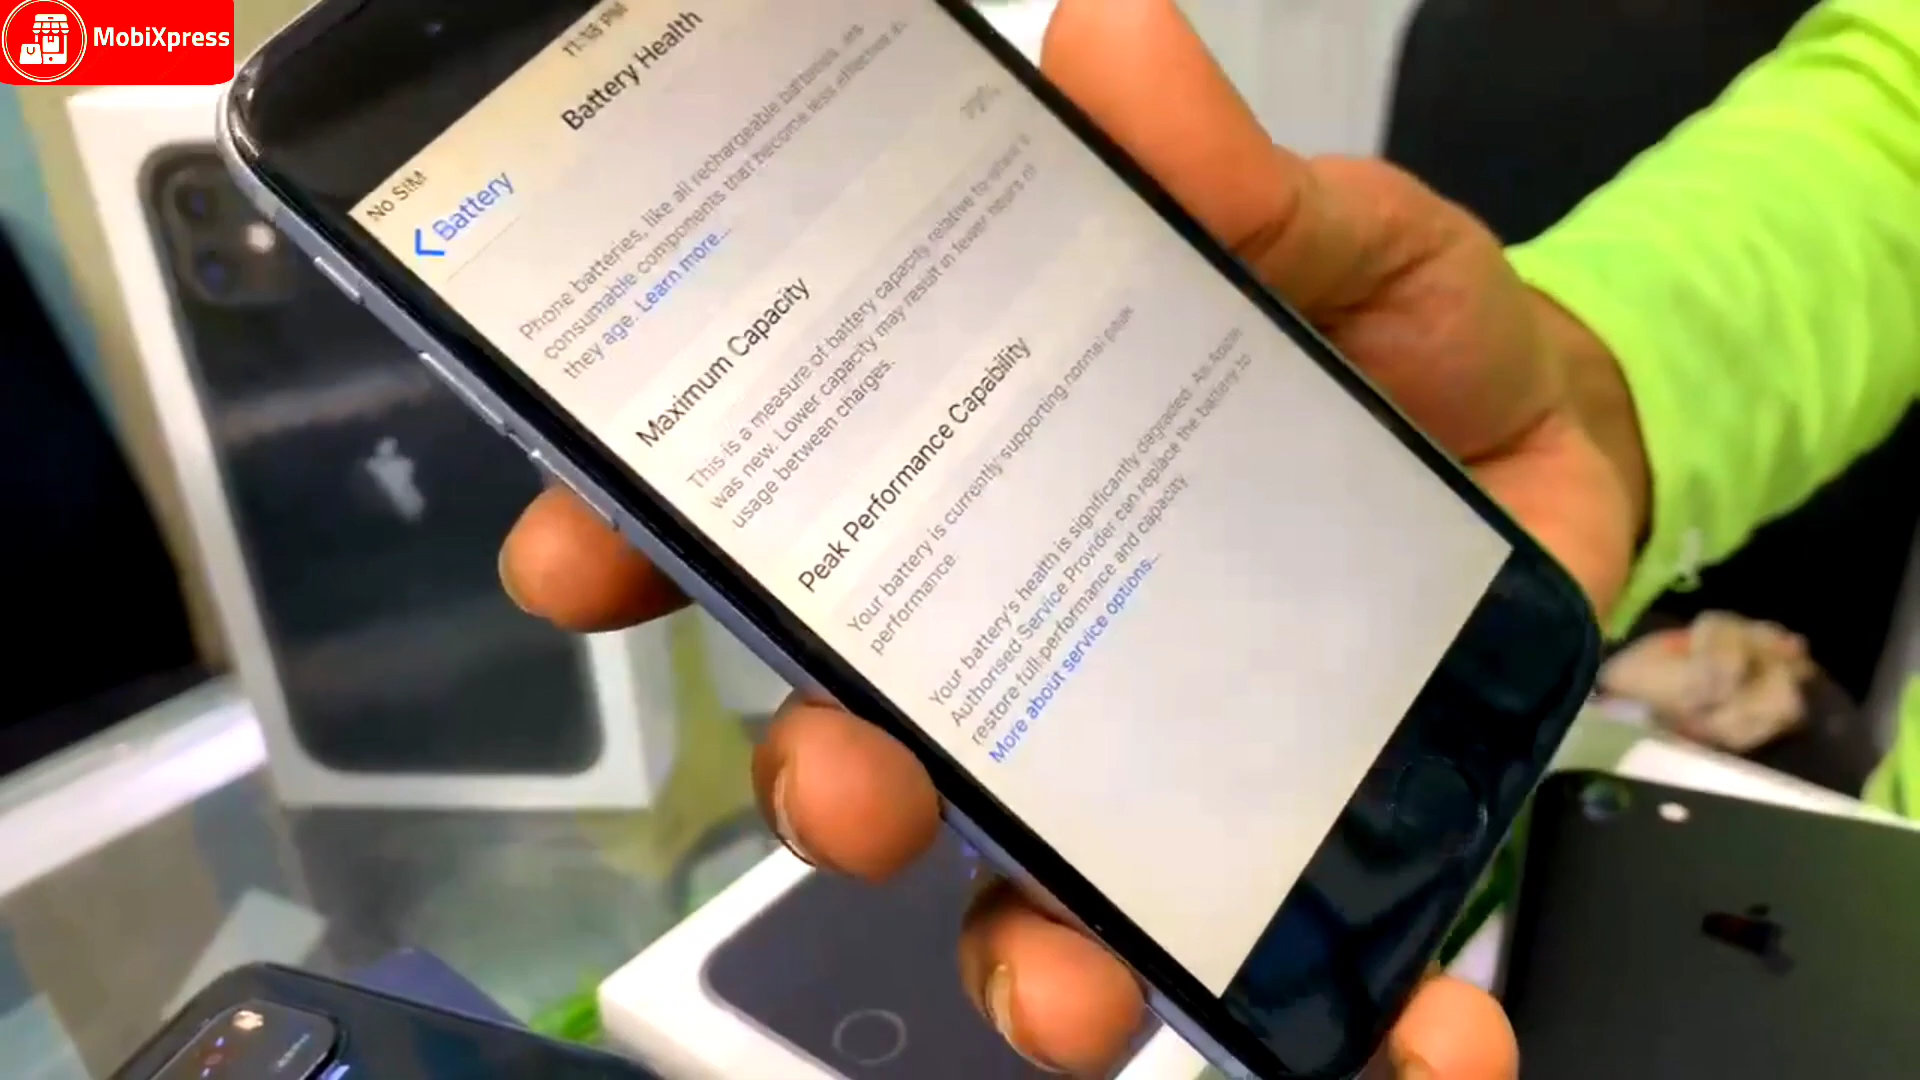 MobiXpress
11:13 PM
No SIM
Battery Health
Battery
Phone batteries, like all rechargeable batteries, are
consumable components that become less effective as
they age. Learn more...
Maximum Capacity
This is a measure of battery capacity relative to when it
was new. Lower capacity may result in fewer hours of
usage between charges.
Peak Performance Capability
Your battery is currently supporting normal peak
performance.
Your battery's health is significantly degraded. An Apple
Authorised Service Provider can replace the battery to
restore full performance and capacity.
More about service options...